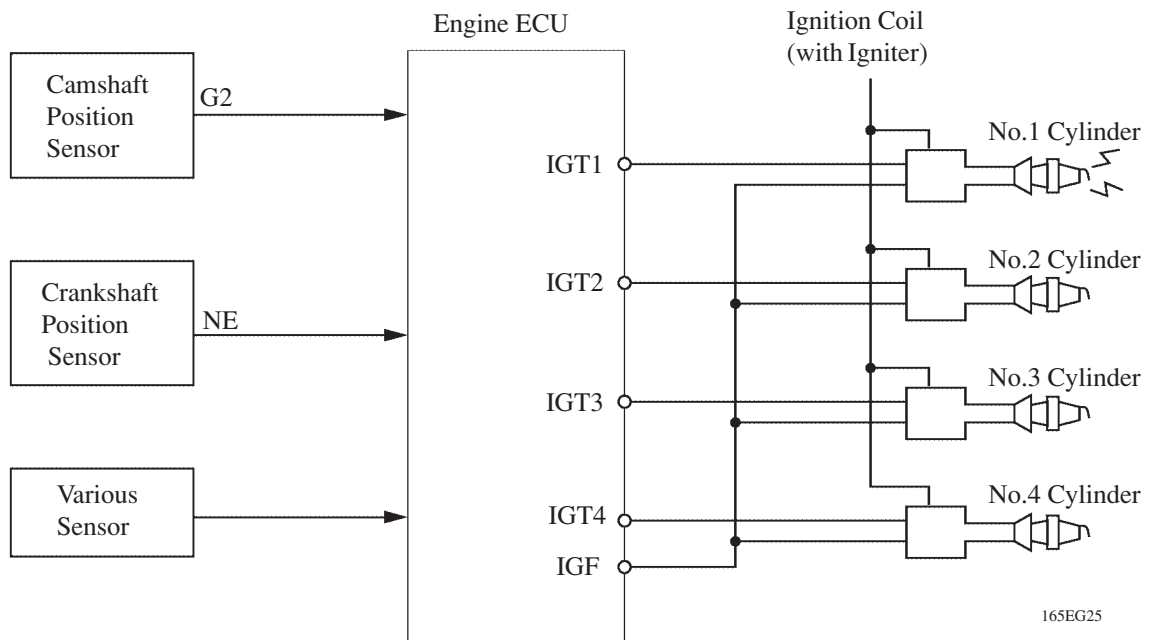 Engine ECU
Ignition Coil
(with Igniter)
Camshaft
Position
Sensor
G2
No.1 Cylinder
IGT1
No.2 Cylinder
IGT2
Crankshaft
Position
Sensor
NE
No.3 Cylinder
IGT3
Various
Sensor
No.4 Cylinder
IGT4
IGF
165EG25